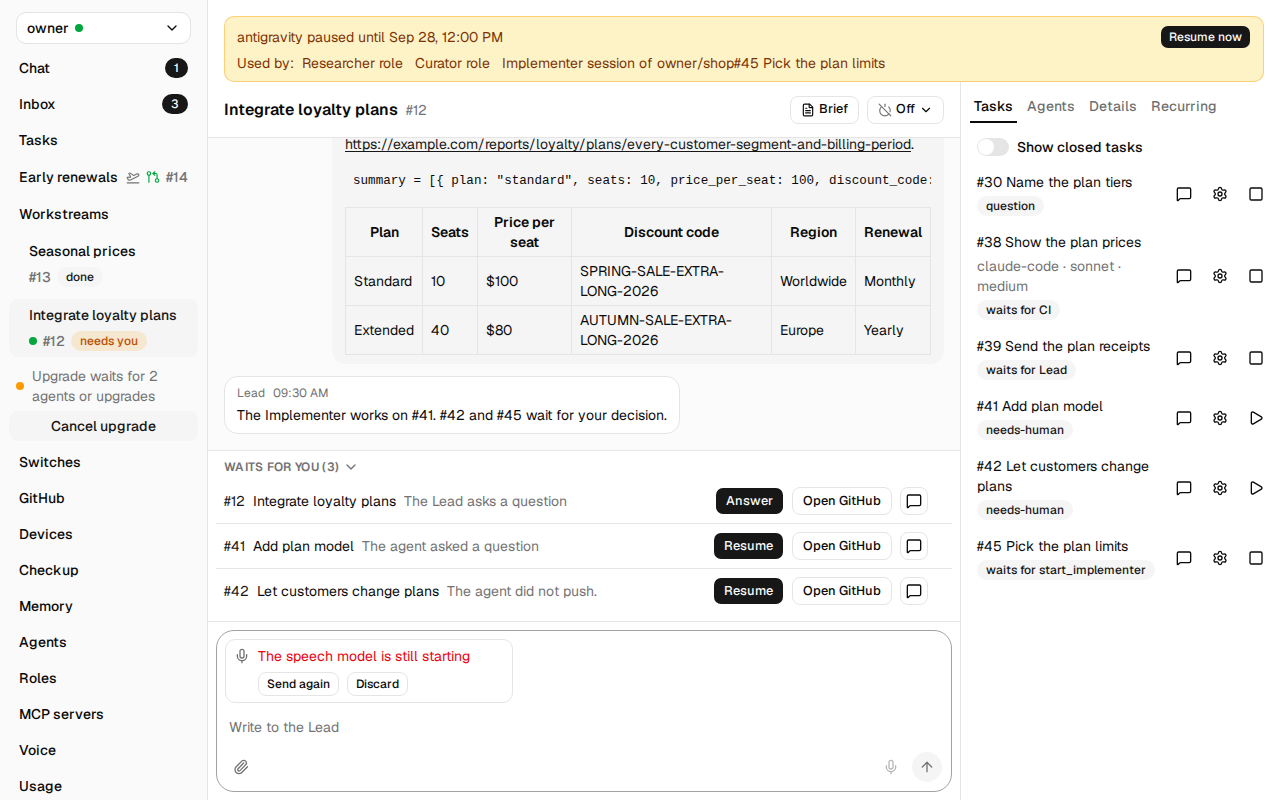 owner
Chat 1
Inbox 3
Tasks
Early renewals #14
Workstreams
Seasonal prices
#13 done
Integrate loyalty plans
#12 needs you
Upgrade waits for 2
agents or upgrades
Cancel upgrade
Switches
GitHub
Devices
Checkup
Memory
Agents
Roles
MCP servers
Voice
Usage
antigravity paused until Sep 28, 12:00 PM
Resume now
Used by: Researcher role Curator role Implementer session of owner/shop#45 Pick the plan limits
Integrate loyalty plans #12
Brief
Off
https://example.com/reports/loyalty/plans/every-customer-segment-and-billing-period.
summary = [{ plan: "standard", seats: 10, price_per_seat: 100, discount_code:
Plan Seats Price per seat Discount code Region Renewal
Standard 10 $100 SPRING-SALE-EXTRA-LONG-2026 Worldwide Monthly
Extended 40 $80 AUTUMN-SALE-EXTRA-LONG-2026 Europe Yearly
Lead 09:30 AM
The Implementer works on #41. #42 and #45 wait for your decision.
WAITS FOR YOU (3)
#12 Integrate loyalty plans The Lead asks a question Answer Open GitHub
#41 Add plan model The agent asked a question Resume Open GitHub
#42 Let customers change plans The agent did not push. Resume Open GitHub
The speech model is still starting
Send again Discard
Write to the Lead
Tasks Agents Details Recurring
Show closed tasks
#30 Name the plan tiers
question
#38 Show the plan prices
claude-code · sonnet ·
medium
waits for CI
#39 Send the plan receipts
waits for Lead
#41 Add plan model
needs-human
#42 Let customers change
plans
needs-human
#45 Pick the plan limits
waits for start_implementer